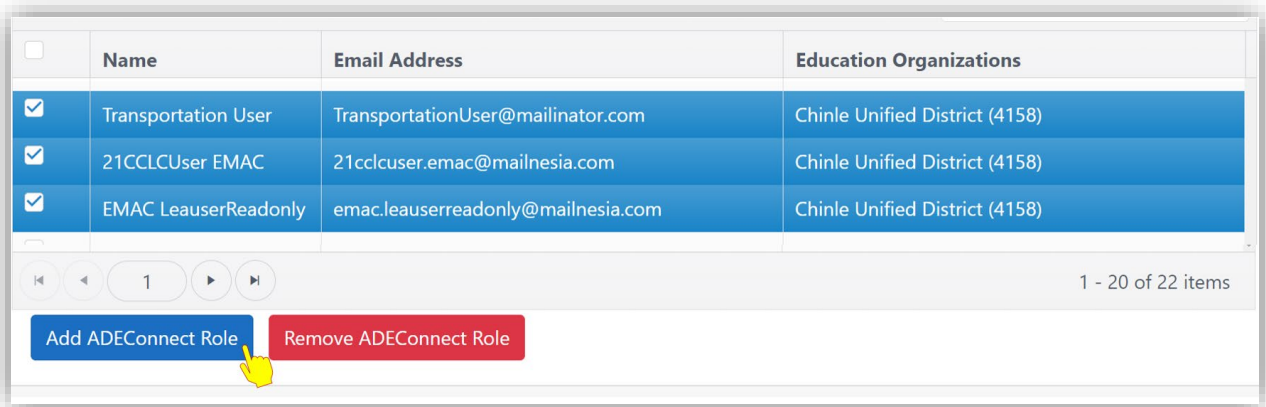 Name Email Address Education Organizations
Transportation User TransportationUser@mailinator.com Chinle Unified District (4158)
21CCLCUser EMAC 21cclcuser.emac@mailnesia.com Chinle Unified District (4158)
EMAC LeauserReadonly emac.leauserreadonly@mailnesia.com Chinle Unified District (4158)
1 1 - 20 of 22 items
Add ADEConnect Role Remove ADEConnect Role